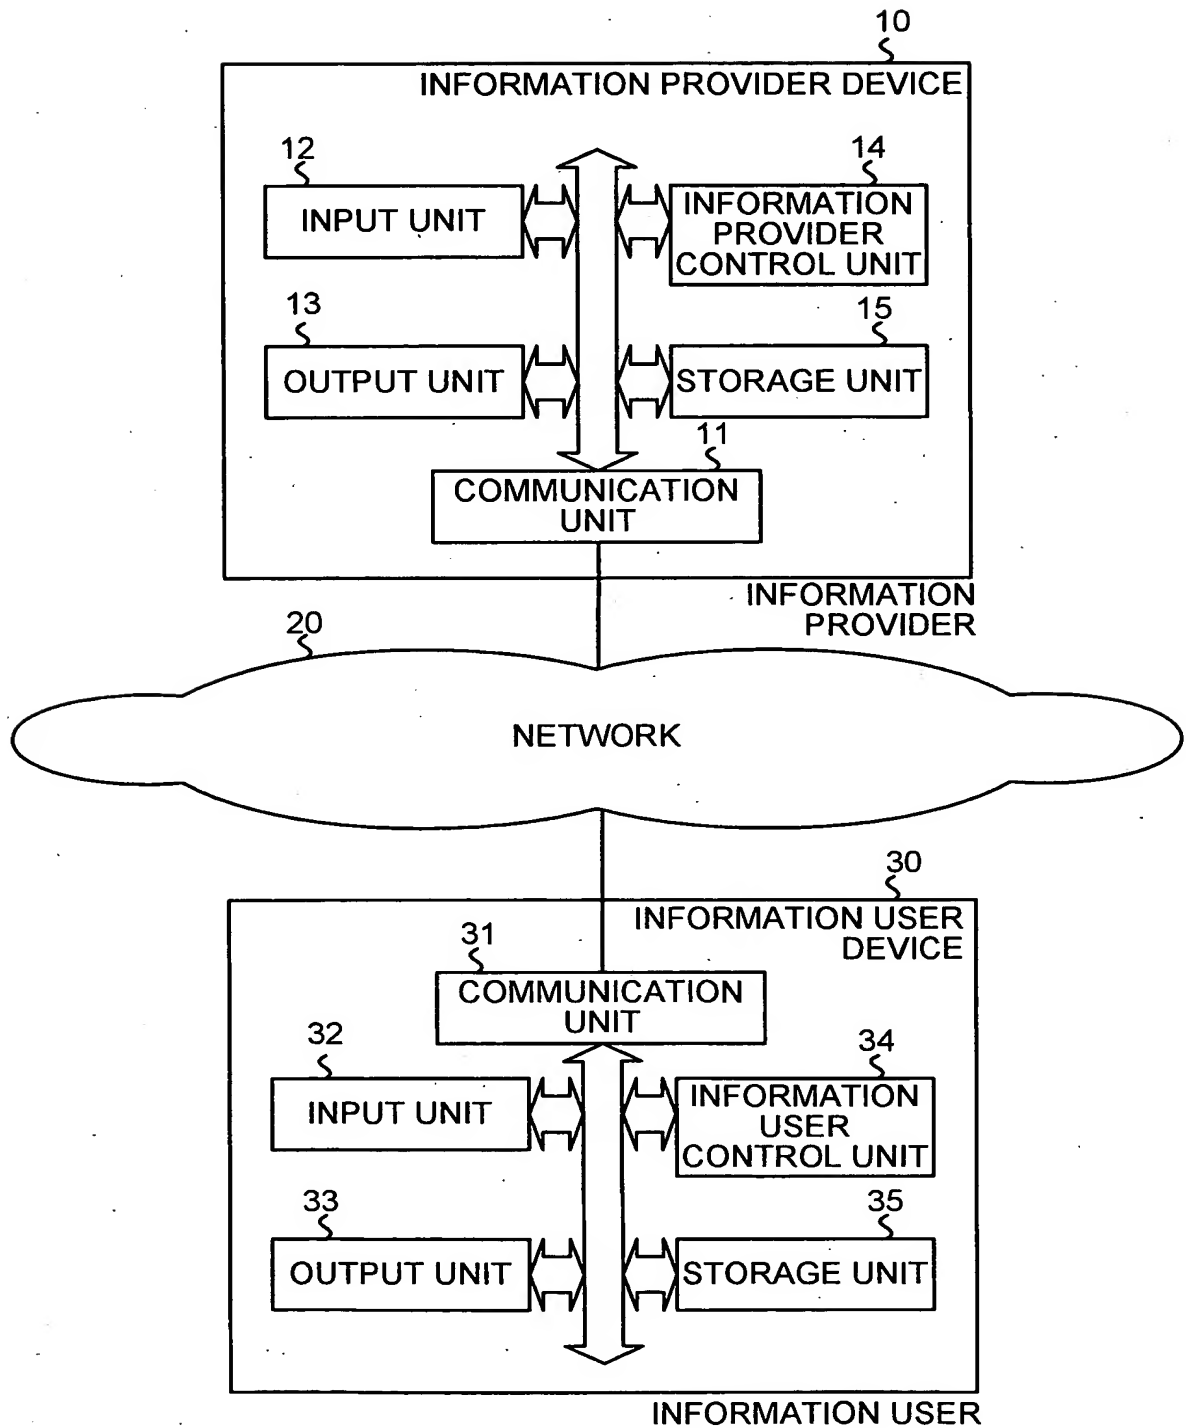 10
INFORMATION PROVIDER DEVICE
12
14
INPUT UNIT
INFORMATION
PROVIDER
CONTROL UNIT
13
15
OUTPUT UNIT
STORAGE UNIT
11
COMMUNICATION
UNIT
INFORMATION
PROVIDER
20
NETWORK
30
INFORMATION USER
DEVICE
31
COMMUNICATION
UNIT
32
34
INPUT UNIT
INFORMATION
USER
CONTROL UNIT
33
35
OUTPUT UNIT
STORAGE UNIT
INFORMATION USER